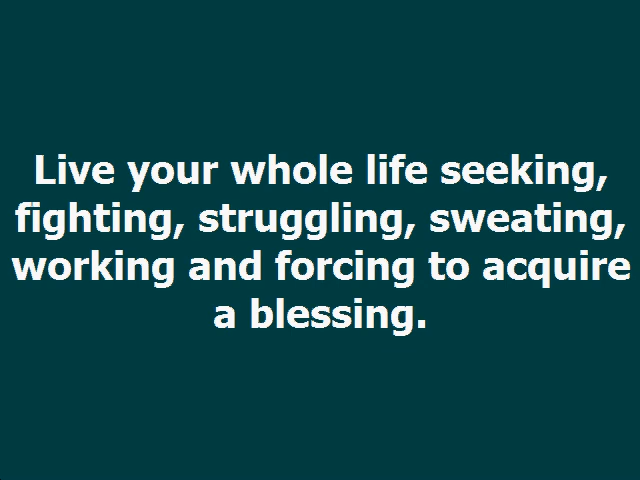 Live your whole life seeking,
fighting, struggling, sweating,
working and forcing to acquire
a blessing.